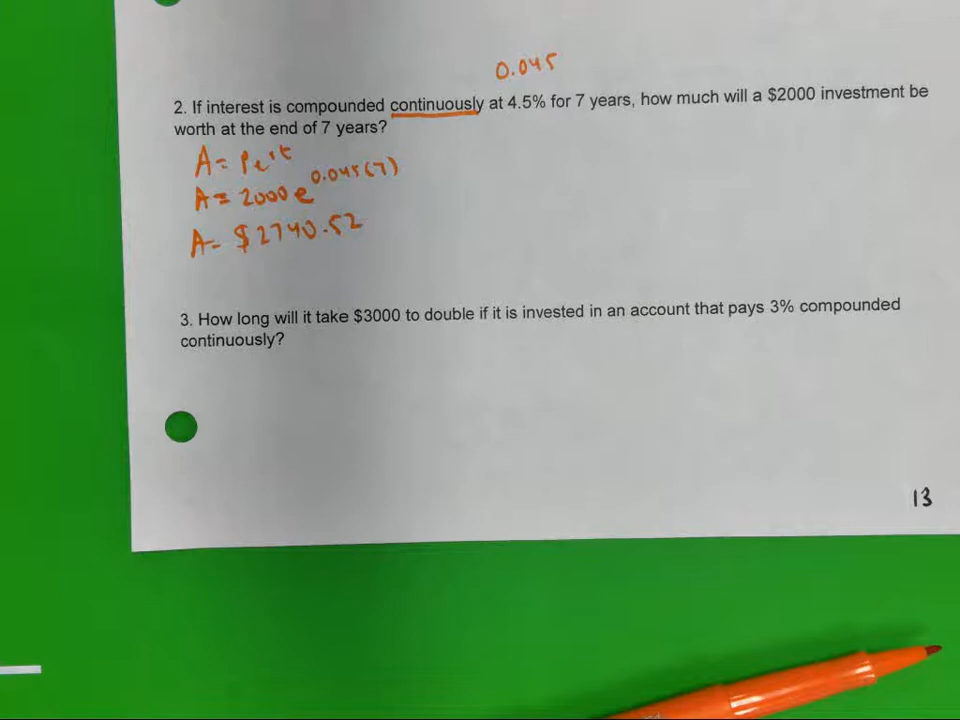 0.045
2. If interest is compounded continuously at 4.5% for 7 years, how much will a $2000 investment be
worth at the end of 7 years?
A= Pe^rt
A= 2000 e^0.045(7)
A= $2740.52
3. How long will it take $3000 to double if it is invested in an account that pays 3% compounded
continuously?
13